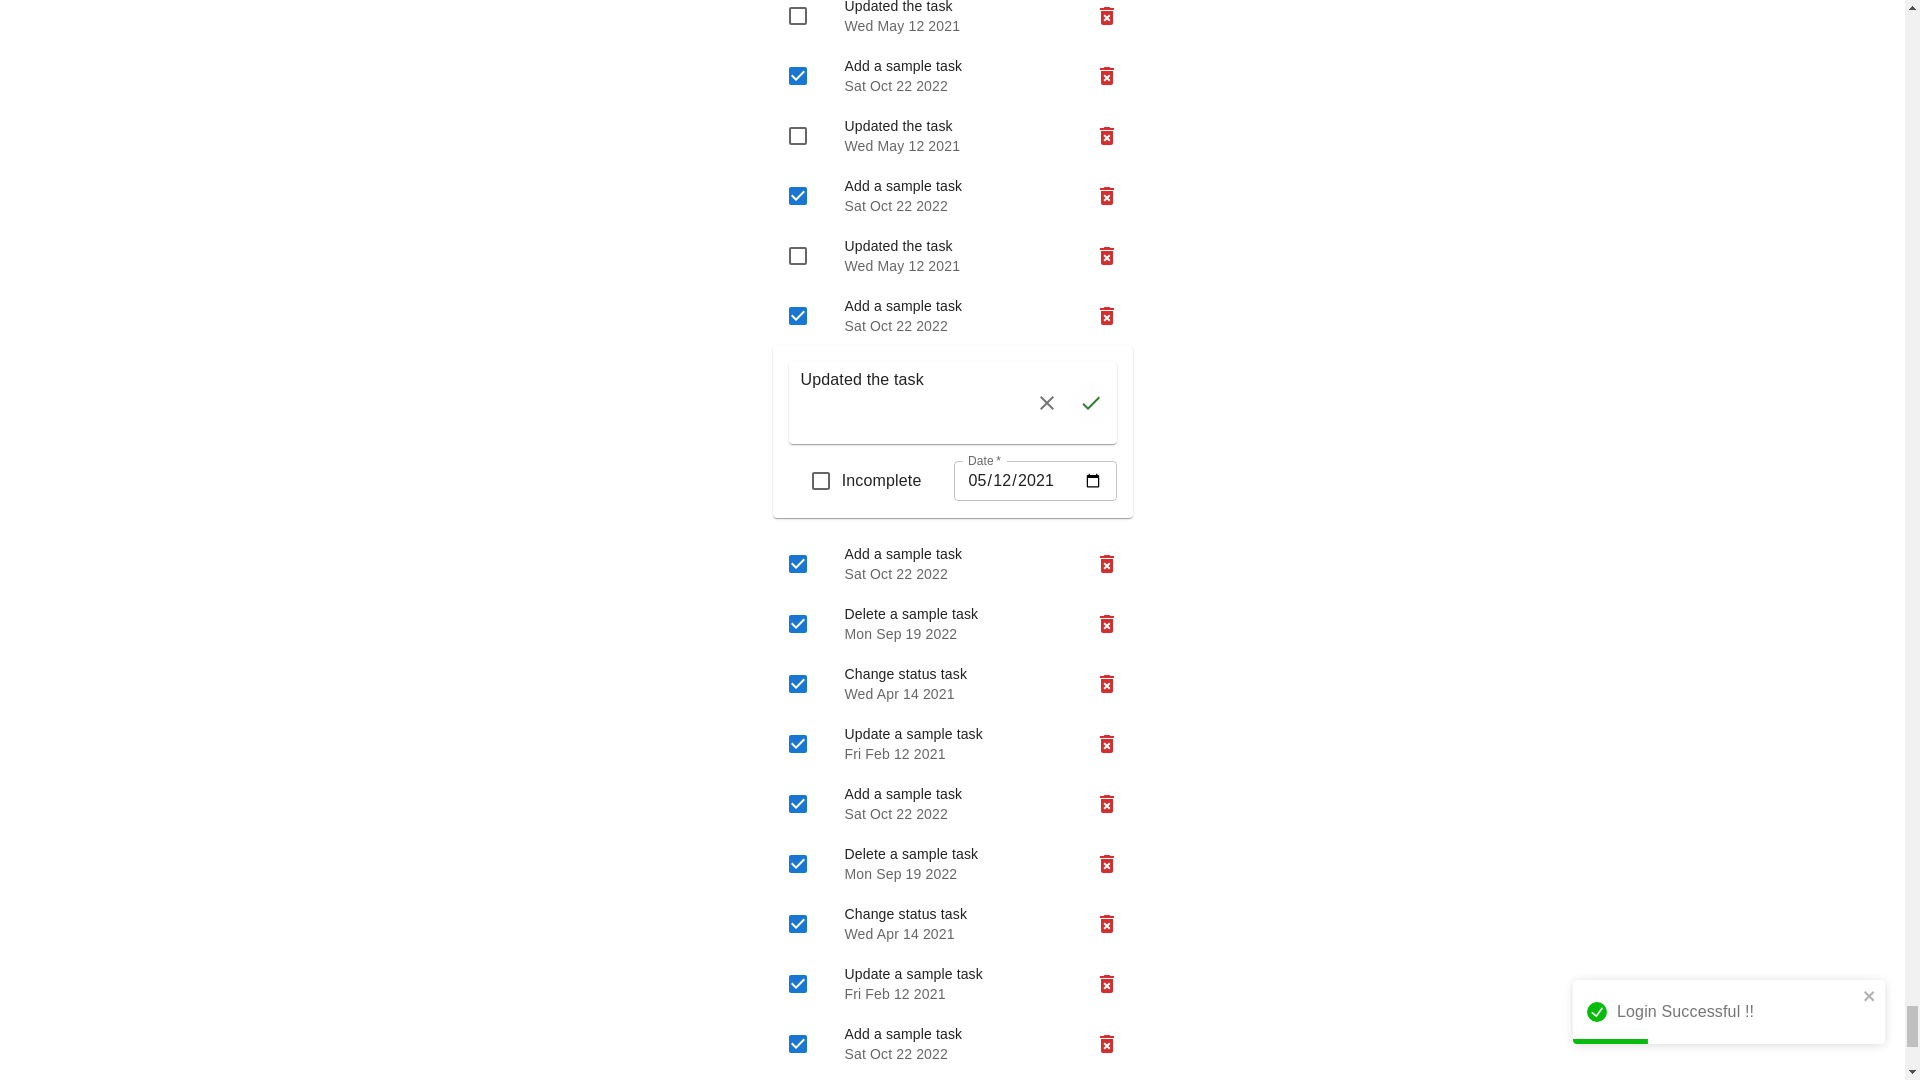 Updated the task
Wed May 12 2021
Add a sample task
Sat Oct 22 2022
Updated the task
Wed May 12 2021
Add a sample task
Sat Oct 22 2022
Updated the task
Wed May 12 2021
Add a sample task
Sat Oct 22 2022
Updated the task
Date *
Incomplete
05/12/2021
Add a sample task
Sat Oct 22 2022
Delete a sample task
Mon Sep 19 2022
Change status task
Wed Apr 14 2021
Update a sample task
Fri Feb 12 2021
Add a sample task
Sat Oct 22 2022
Delete a sample task
Mon Sep 19 2022
Change status task
Wed Apr 14 2021
Update a sample task
Fri Feb 12 2021
Add a sample task
Sat Oct 22 2022
Login Successful !!